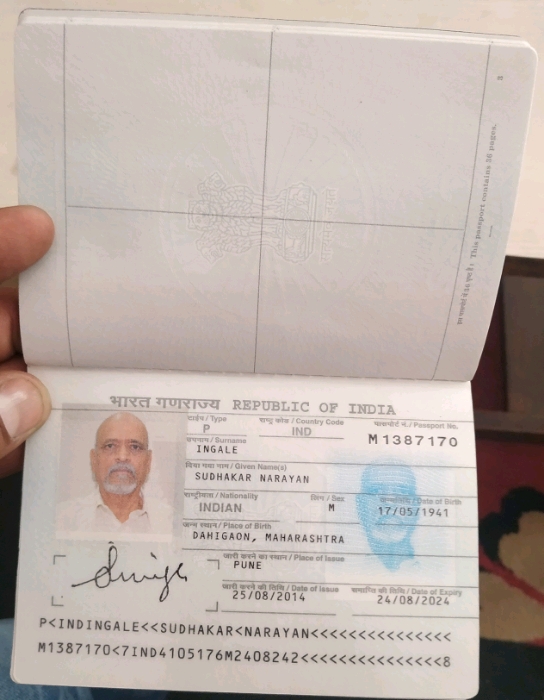 3
प्रावरण में 36 पृष्ठ हैं। This passport contains 36 pages.
भारत गणराज्य REPUBLIC OF INDIA
टाईप / Type राष्ट्र कोड / Country Code पासपोर्ट नं. / Passport No.
P IND M1387170
उपनाम / Surname
INGALE
दिया गया नाम / Given Name(s)
SUDHAKAR NARAYAN
राष्ट्रीयता / Nationality लिंग / Sex जन्मतिथि / Date of Birth
INDIAN M 17/05/1941
जन्म स्थान / Place of Birth
DAHIGAON, MAHARASHTRA
जारी करने का स्थान / Place of Issue
PUNE
जारी करने की तिथि / Date of Issue समाप्ति की तिथि / Date of Expiry
25/08/2014 24/08/2024
P<INDINGALE<<SUDHAKAR<NARAYAN<<<<<<<<<<<<<<<
M1387170<7IND4105176M2408242<<<<<<<<<<<<<<<8